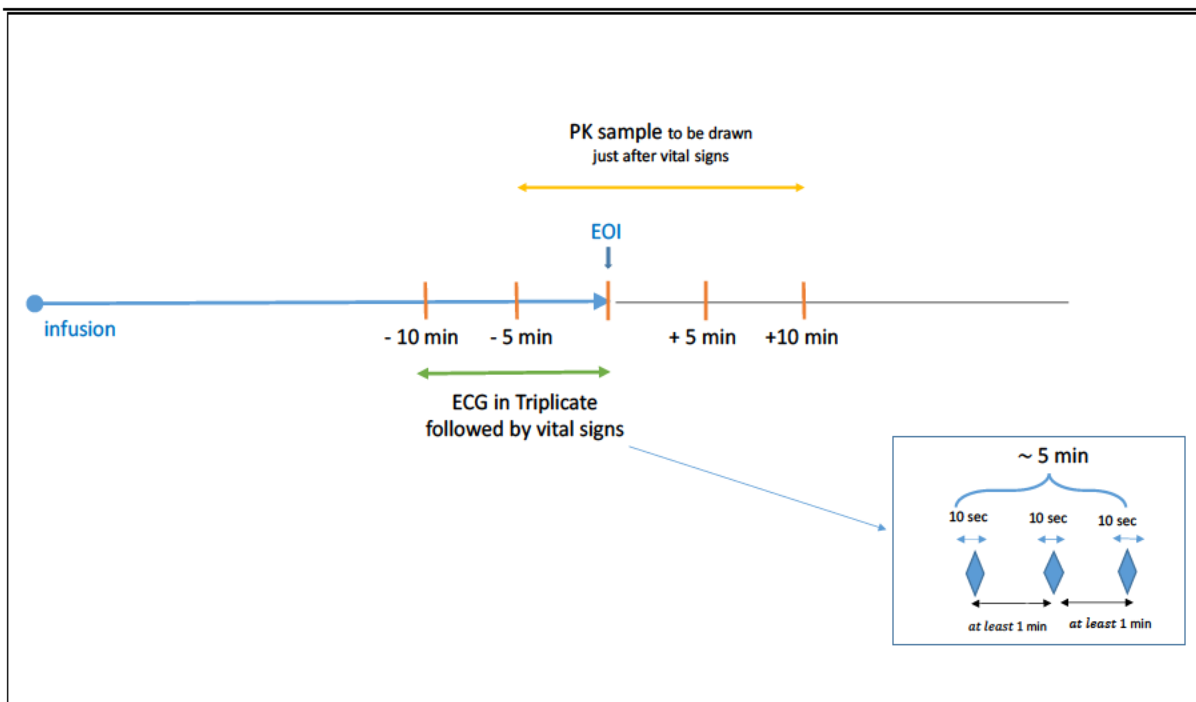 PK sample to be drawn
just after vital signs
EOI
infusion
- 10 min
- 5 min
+ 5 min
+10 min
ECG in Triplicate
followed by vital signs
~ 5 min
10 sec
10 sec
10 sec
at least 1 min
at least 1 min